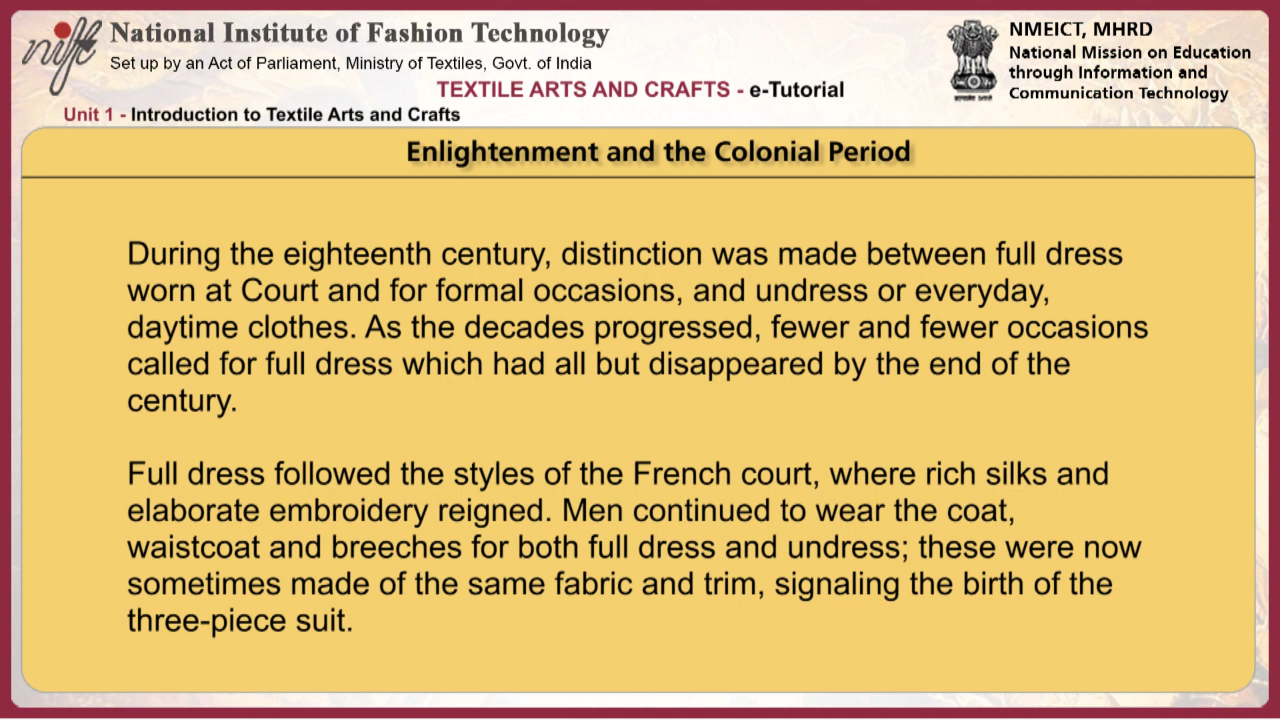 nift
National Institute of Fashion Technology
Set up by an Act of Parliament, Ministry of Textiles, Govt. of India
NMEICT, MHRD
National Mission on Education
through Information and
Communication Technology
TEXTILE ARTS AND CRAFTS - e-Tutorial
Unit 1 - Introduction to Textile Arts and Crafts
Enlightenment and the Colonial Period
During the eighteenth century, distinction was made between full dress
worn at Court and for formal occasions, and undress or everyday,
daytime clothes. As the decades progressed, fewer and fewer occasions
called for full dress which had all but disappeared by the end of the
century.
Full dress followed the styles of the French court, where rich silks and
elaborate embroidery reigned. Men continued to wear the coat,
waistcoat and breeches for both full dress and undress; these were now
sometimes made of the same fabric and trim, signaling the birth of the
three-piece suit.